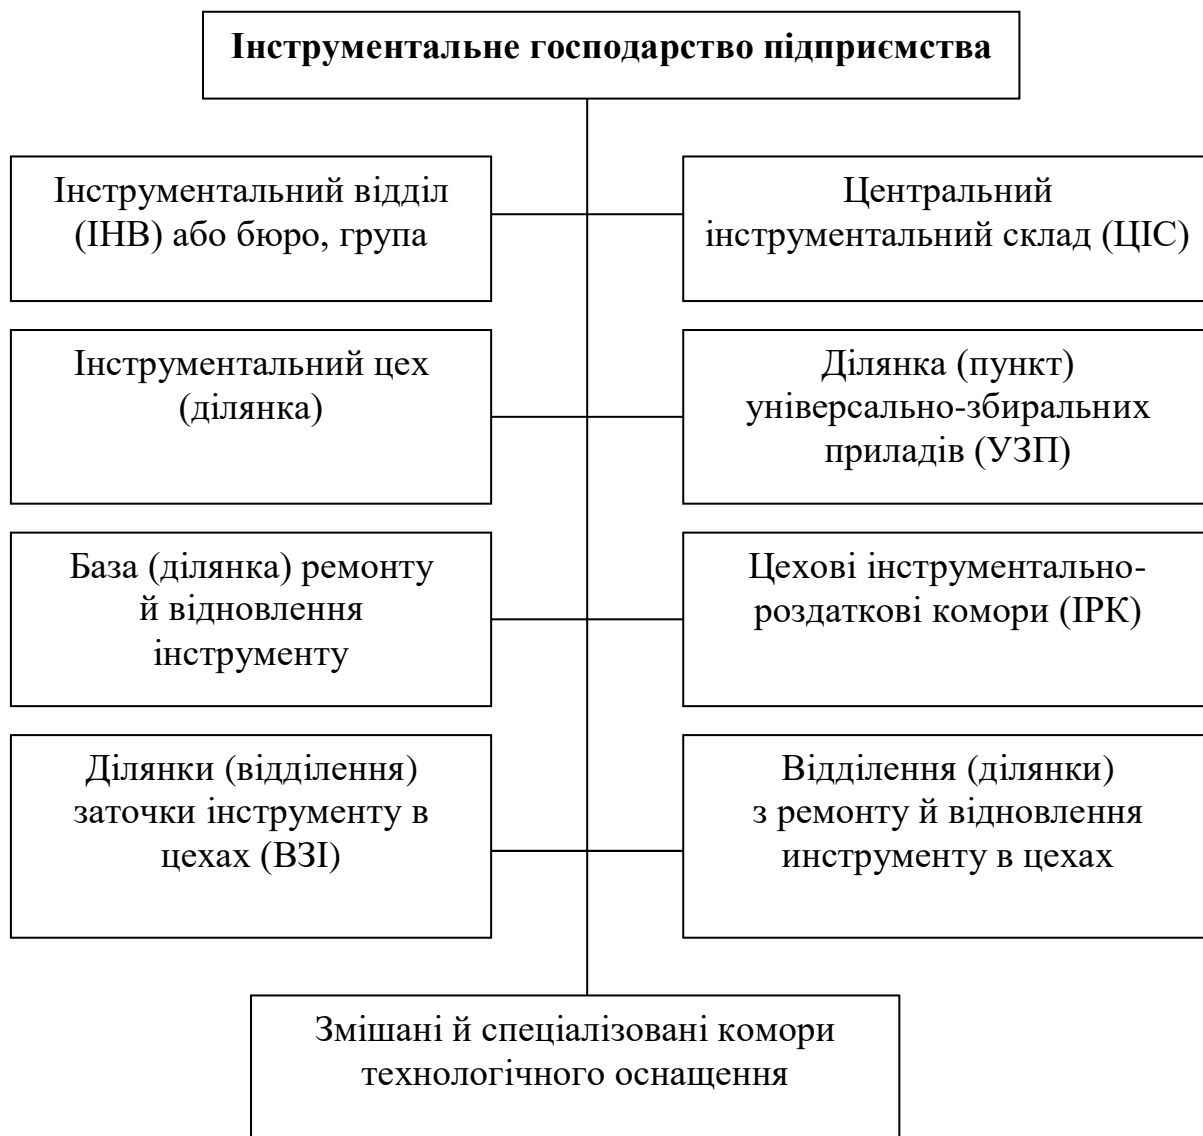 Інструментальне господарство підприємства
Інструментальний відділ
(ІНВ) або бюро, група
Центральний
інструментальний склад (ЦІС)
Інструментальний цех
(ділянка)
Ділянка (пункт)
універсально-збиральних
приладів (УЗП)
База (ділянка) ремонту
й відновлення
інструменту
Цехові інструментально-
роздаткові комори (ІРК)
Ділянки (відділення)
заточки інструменту в
цехах (ВЗІ)
Відділення (ділянки)
з ремонту й відновлення
инструменту в цехах
Змішані й спеціалізовані комори
технологічного оснащення